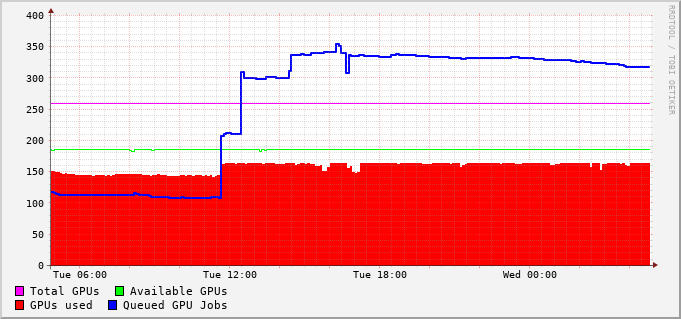 400
350
300
250
200
150
100
50
0
Tue 06:00 Tue 12:00 Tue 18:00 Wed 00:00
Total GPUs Available GPUs
GPUs used Queued GPU Jobs
RRDTOOL / TOBI OETIKER